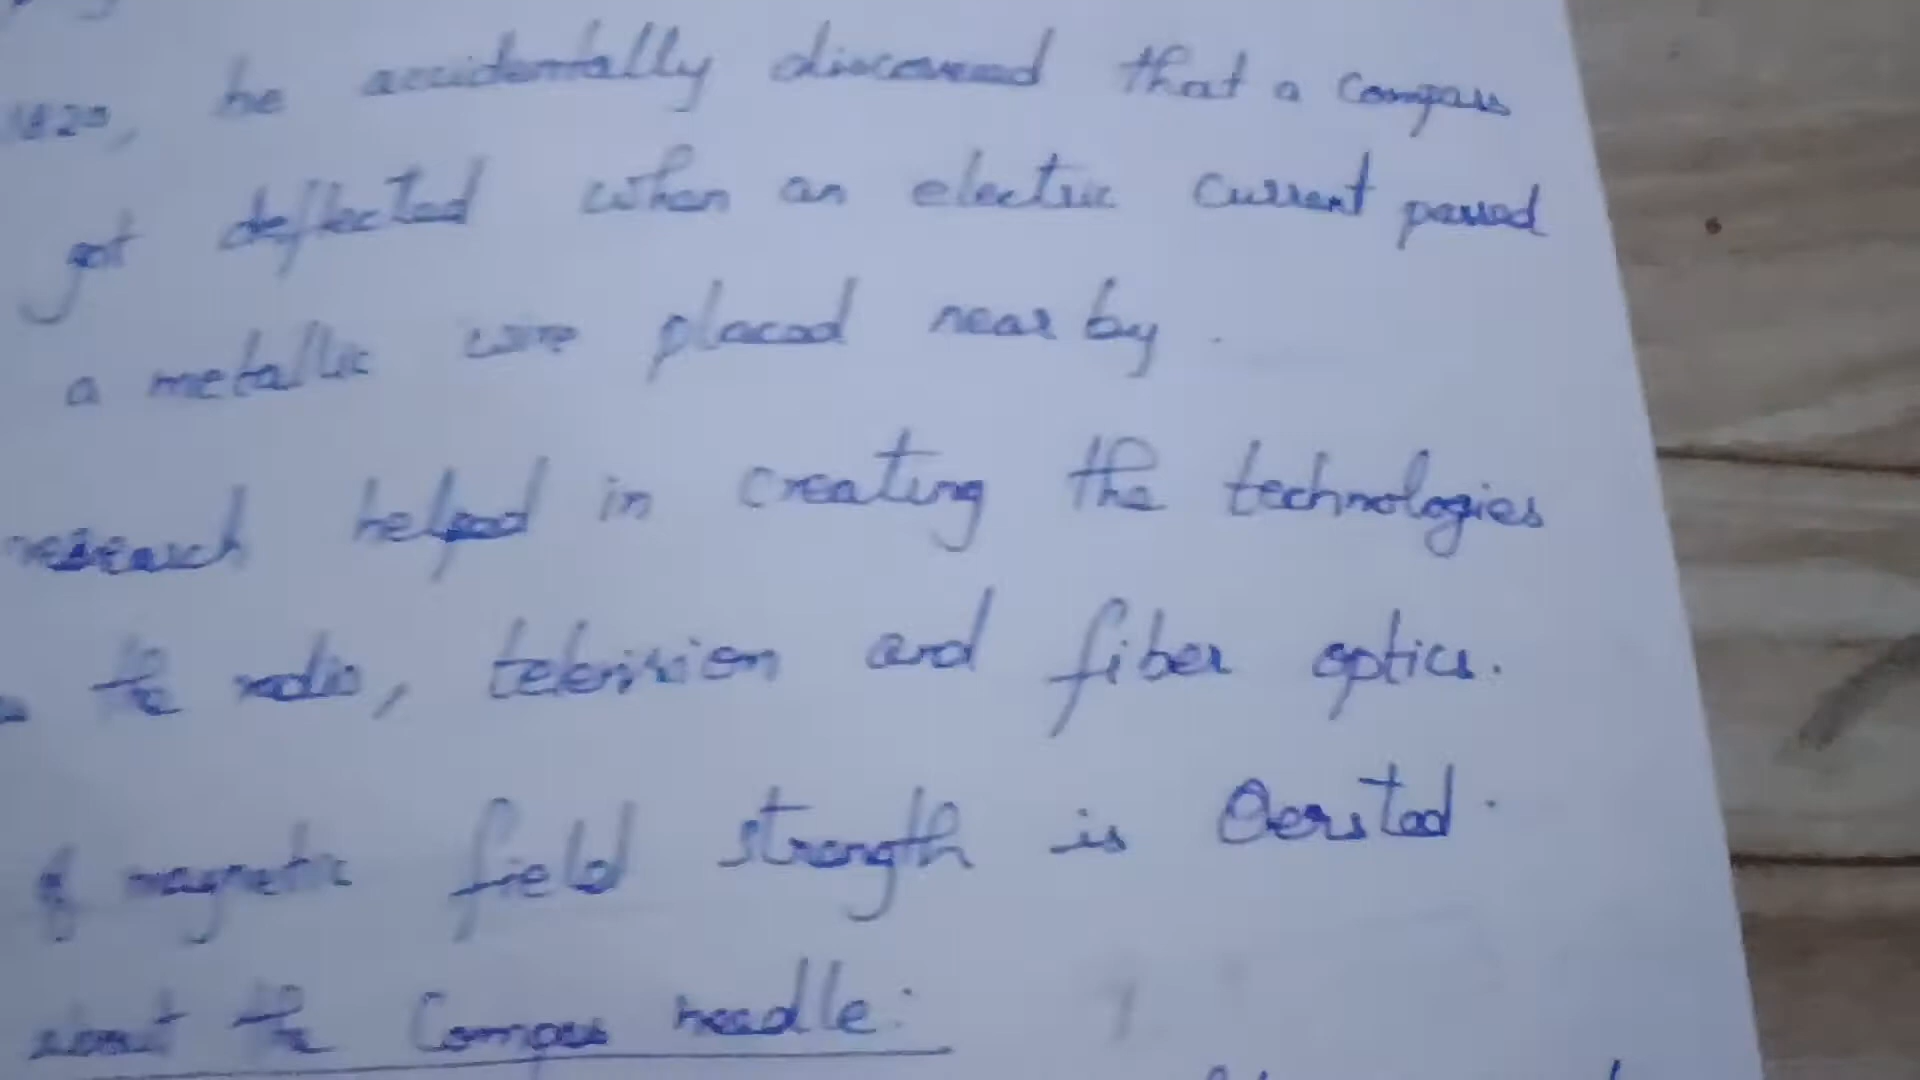 1820, he accidentally discovered that a compass
got deflected when an electric current passed
a metallic wire placed near by.
research helped in creating the technologies
the radio, television and fiber optics.
of magnetic field strength is Oersted.
about the Compass needle: